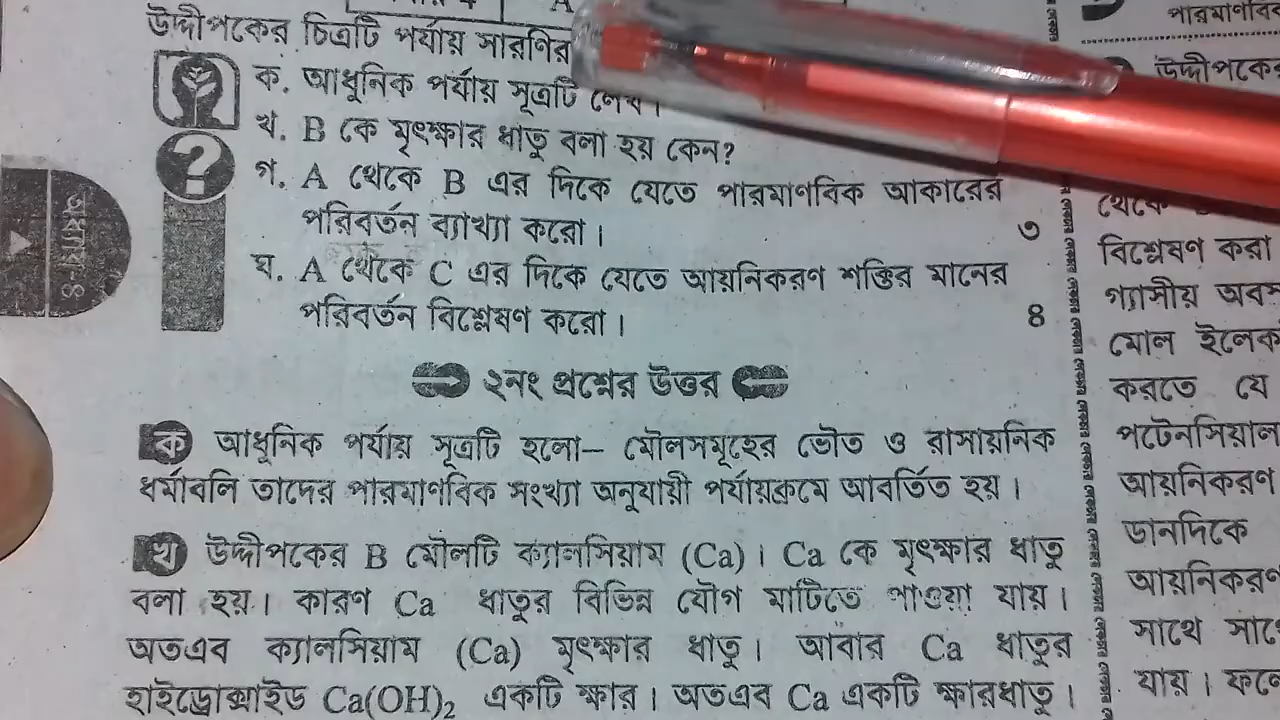 A
উদ্দীপকের চিত্রটি পর্যায় সারণির
ক. আধুনিক পর্যায় সূত্রটি লেখ।
খ. B কে মৃৎক্ষার ধাতু বলা হয় কেন?
গ. A থেকে B এর দিকে যেতে পারমাণবিক আকারের
পরিবর্তন ব্যাখ্যা করো। ৩
ঘ. A থেকে C এর দিকে যেতে আয়নিকরণ শক্তির মানের
পরিবর্তন বিশ্লেষণ করো। ৪
অধ্যায়-৪
২নং প্রশ্নের উত্তর
ক আধুনিক পর্যায় সূত্রটি হলো– মৌলসমূহের ভৌত ও রাসায়নিক
ধর্মাবলি তাদের পারমাণবিক সংখ্যা অনুযায়ী পর্যায়ক্রমে আবর্তিত হয়।
খ উদ্দীপকের B মৌলটি ক্যালসিয়াম (Ca)। Ca কে মৃৎক্ষার ধাতু
বলা হয়। কারণ Ca ধাতুর বিভিন্ন যৌগ মাটিতে পাওয়া যায়।
অতএব ক্যালসিয়াম (Ca) মৃৎক্ষার ধাতু। আবার Ca ধাতুর
হাইড্রোক্সাইড Ca(OH)₂ একটি ক্ষার। অতএব Ca একটি ক্ষারধাতু।
পারমাণবিক
উদ্দীপকের
থেকে
বিশ্লেষণ করা
গ্যাসীয় অবস্
মোল ইলেক
করতে যে
পটেনসিয়াল
আয়নিকরণ
ডানদিকে
আয়নিকরণ
সাথে সাথে
যায়। ফলে